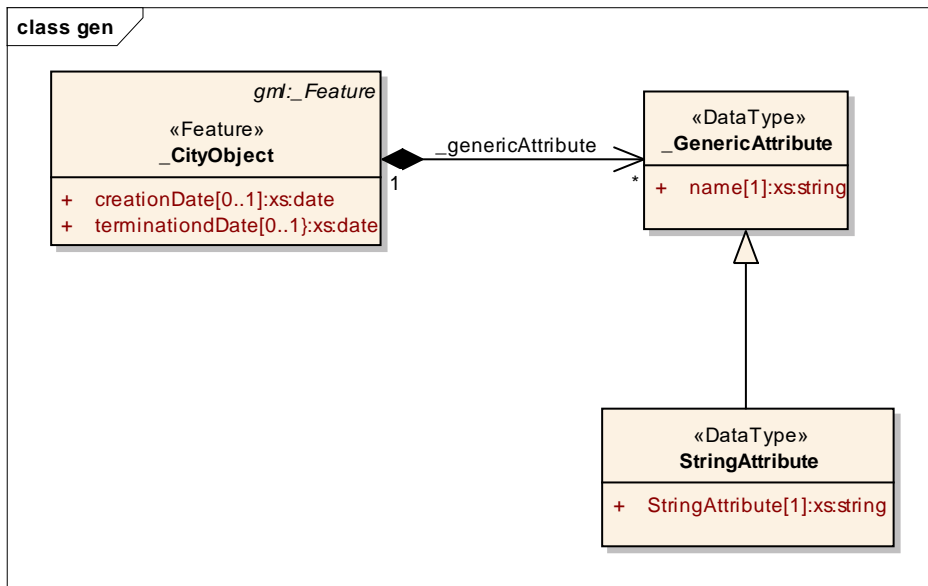 class gen
gml:_Feature
«Feature»
_CityObject
+ creationDate[0..1]:xs:date
+ terminationdDate[0..1}:xs:date
_genericAttribute
1
*
«DataType»
_GenericAttribute
+ name[1]:xs:string
«DataType»
StringAttribute
+ StringAttribute[1]:xs:string